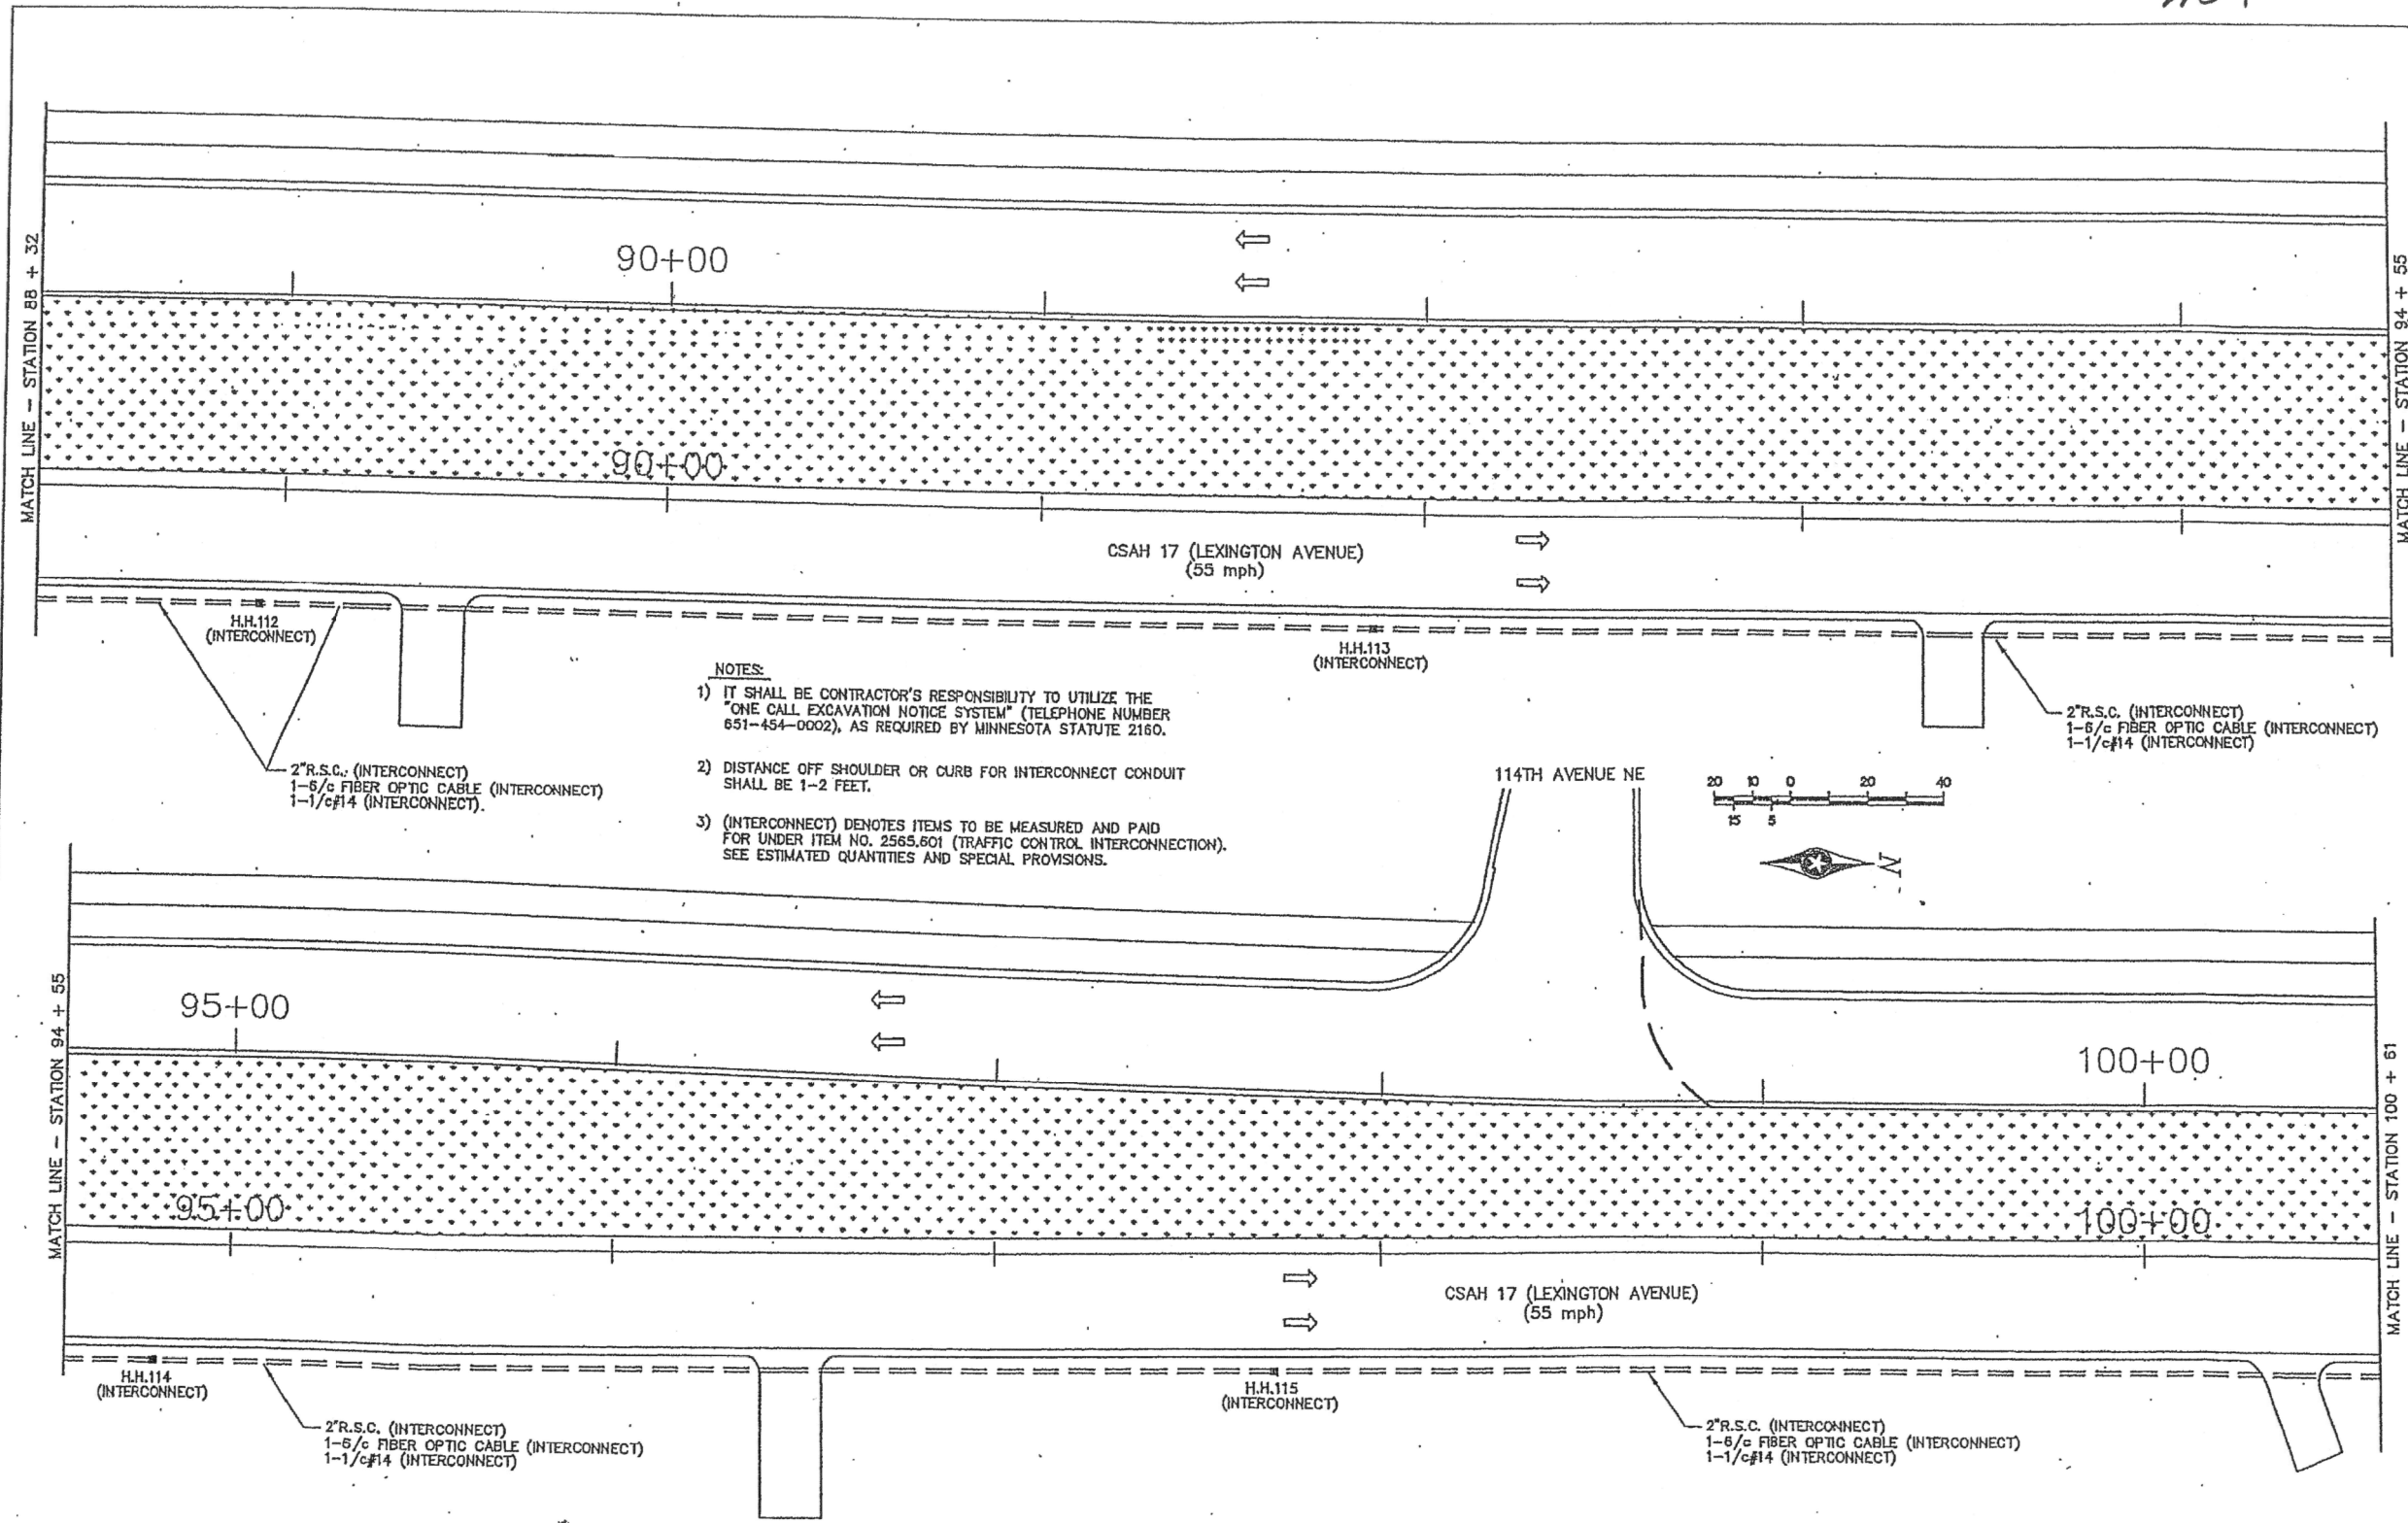 MATCH LINE - STATION 88 + 32
90+00
90+00
MATCH LINE - STATION 94 + 55
CSAH 17 (LEXINGTON AVENUE)
(55 mph)
H.H.112
(INTERCONNECT)
H.H.113
(INTERCONNECT)
2"R.S.C. (INTERCONNECT)
1-6/c FIBER OPTIC CABLE (INTERCONNECT)
1-1/c#14 (INTERCONNECT).
NOTES:
1) IT SHALL BE CONTRACTOR'S RESPONSIBILITY TO UTILIZE THE
"ONE CALL EXCAVATION NOTICE SYSTEM" (TELEPHONE NUMBER
651-454-0002), AS REQUIRED BY MINNESOTA STATUTE 216D.
2) DISTANCE OFF SHOULDER OR CURB FOR INTERCONNECT CONDUIT
SHALL BE 1-2 FEET.
3) (INTERCONNECT) DENOTES ITEMS TO BE MEASURED AND PAID
FOR UNDER ITEM NO. 2565.601 (TRAFFIC CONTROL INTERCONNECTION).
SEE ESTIMATED QUANTITIES AND SPECIAL PROVISIONS.
2"R.S.C. (INTERCONNECT)
1-6/c FIBER OPTIC CABLE (INTERCONNECT)
1-1/c#14 (INTERCONNECT)
114TH AVENUE NE
20 10 0 20 40
15 5
N
MATCH LINE - STATION 94 + 55
95+00
95+00
100+00
100+00
MATCH LINE - STATION 100 + 61
CSAH 17 (LEXINGTON AVENUE)
(55 mph)
H.H.114
(INTERCONNECT)
2"R.S.C. (INTERCONNECT)
1-6/c FIBER OPTIC CABLE (INTERCONNECT)
1-1/c#14 (INTERCONNECT)
H.H.115
(INTERCONNECT)
2"R.S.C. (INTERCONNECT)
1-6/c FIBER OPTIC CABLE (INTERCONNECT)
1-1/c#14 (INTERCONNECT)